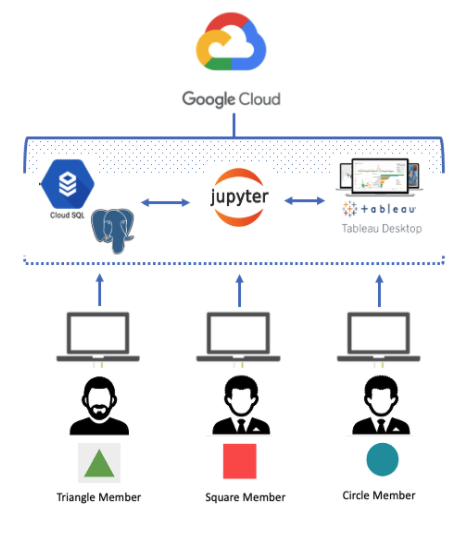 Google Cloud
Cloud SQL
jupyter
+ a b l e a u
Tableau Desktop
Triangle Member
Square Member
Circle Member